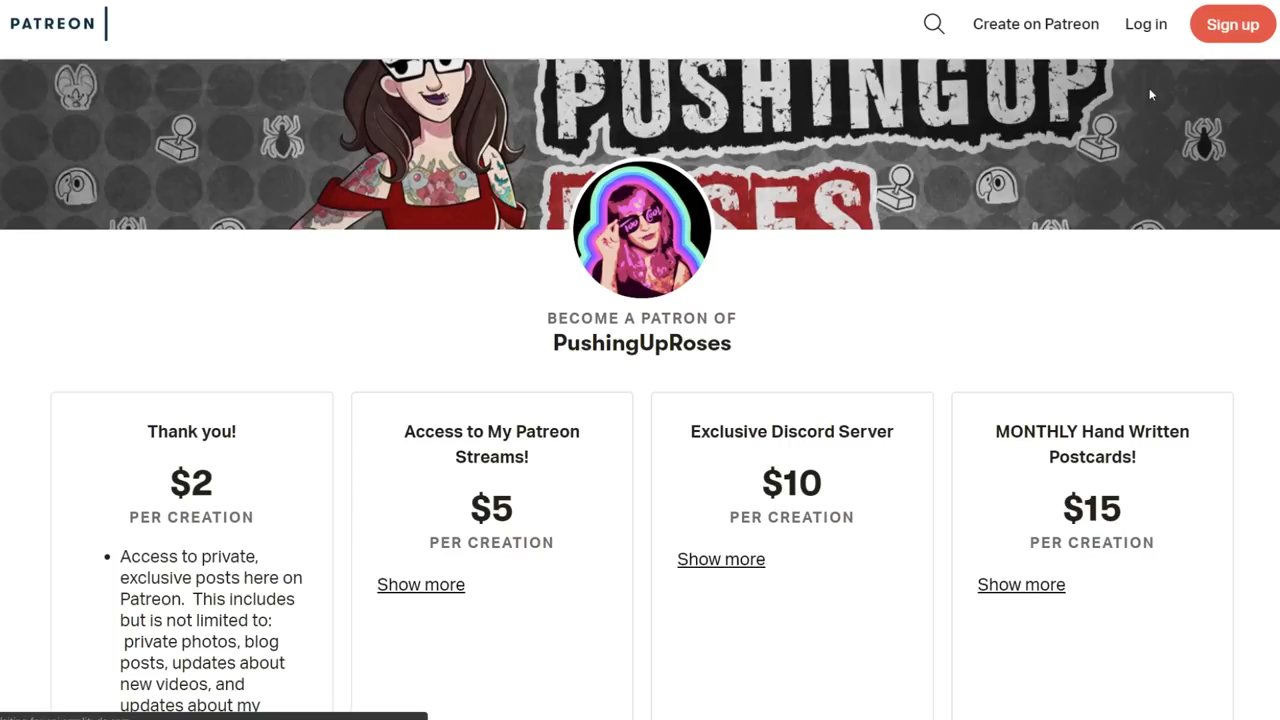 PATREON
Create on Patreon
Log in
Sign up
PUSHINGUP
ROSES
TOO COOL
BECOME A PATRON OF
PushingUpRoses
Thank you!
$2
PER CREATION
• Access to private,
exclusive posts here on
Patreon. This includes
but is not limited to:
private photos, blog
posts, updates about
new videos, and
updates about my
Access to My Patreon
Streams!
$5
PER CREATION
Show more
Exclusive Discord Server
$10
PER CREATION
Show more
MONTHLY Hand Written
Postcards!
$15
PER CREATION
Show more